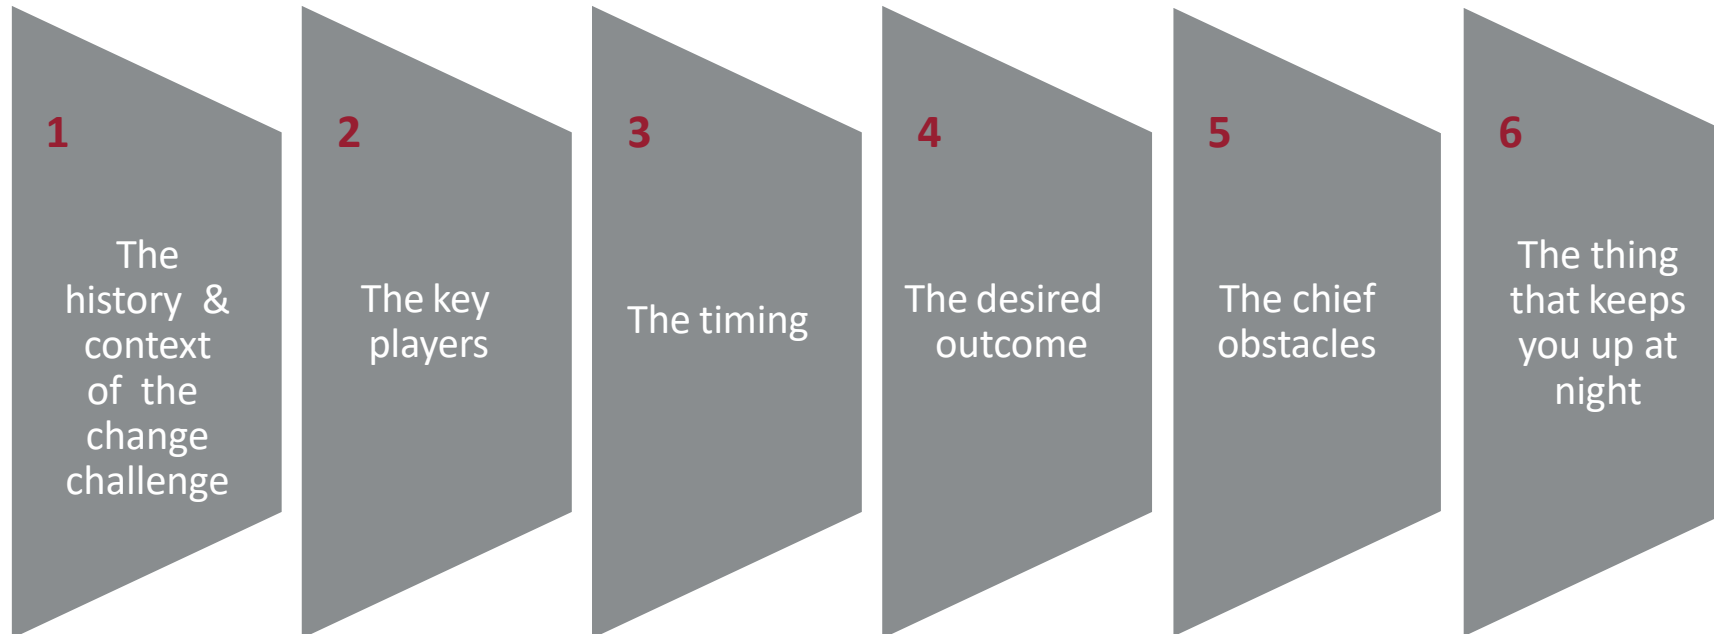 1
The
history & 
context
of the
change
challenge
2
The key
players
3
The timing
4
The desired
outcome
5
The chief
obstacles
6
The thing
that keeps
you up at
night